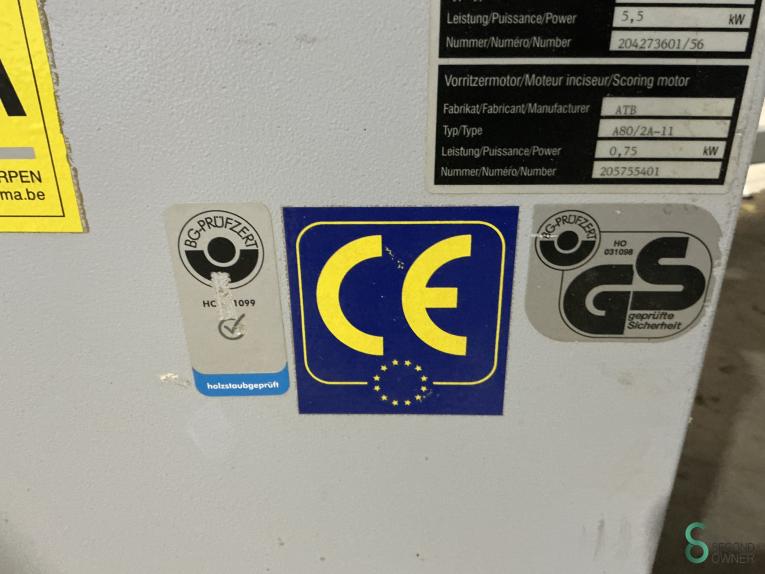 Leistung/Puissance/Power 5,5 kW
Nummer/Numéro/Number 204273601/56
Vorritzermotor/Moteur inciseur/Scoring motor
Fabrikat/Fabricant/Manufacturer ATB
Typ/Type A80/2A-11
Leistung/Puissance/Power 0,75 kW
Nummer/Numéro/Number 205755401
RPEN
ma.be
BG-PRÜFZERT
HO 1099
holzstaubgeprüft
CE
BG-PRÜFZERT
HO
031098
GS
geprüfte
Sicherheit
SECOND
OWNER